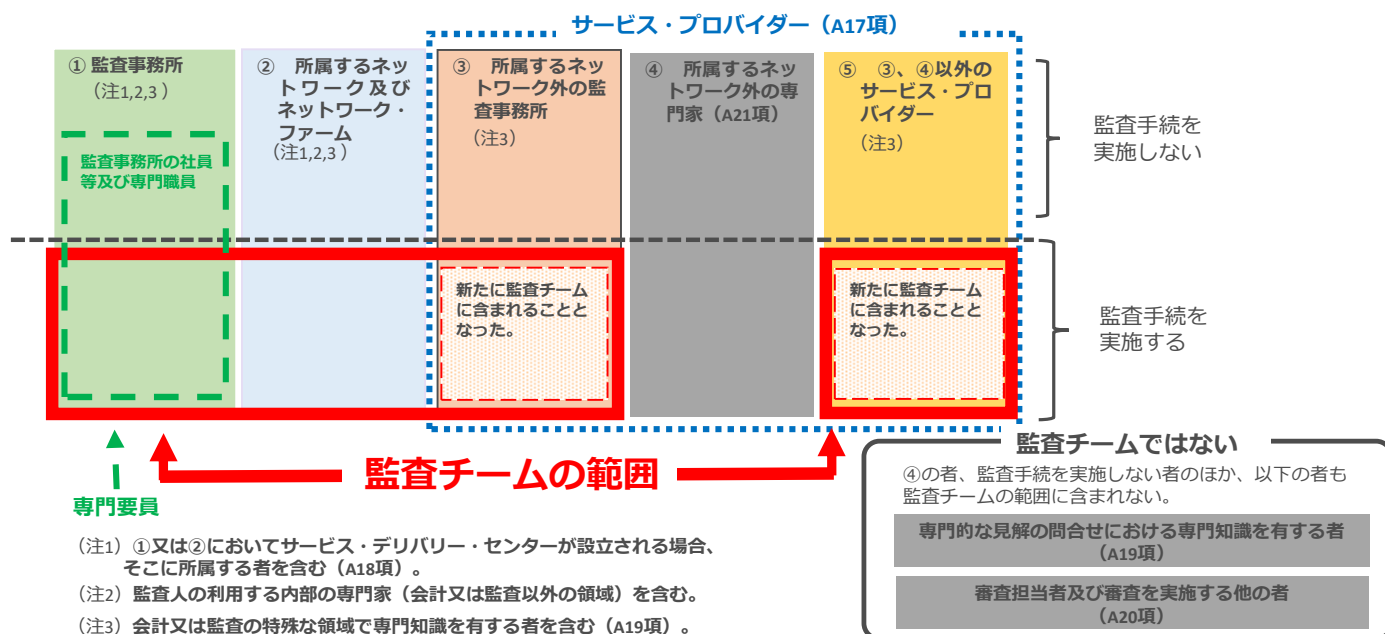 サービス・プロバイダー（A17項）
① 監査事務所
（注1,2,3 ）
監査事務所の社員
等及び専門職員
② 所属するネッ
トワーク及び
ネットワーク・
ファーム
（注1,2,3 ）
③ 所属するネッ
トワーク外の監
査事務所
（注3）
④ 所属するネッ
トワーク外の専
門家（A21項）
⑤ ③、④以外の
サービス・プロ
バイダー
（注3）
監査手続を
実施しない
新たに監査チーム
に含まれることと
なった。
新たに監査チーム
に含まれることと
なった。
監査手続を
実施する
監査チームの範囲
専門要員
（注1）①又は②においてサービス・デリバリー・センターが設立される場合、
そこに所属する者を含む（A18項）。
（注2）監査人の利用する内部の専門家（会計又は監査以外の領域）を含む。
（注3）会計又は監査の特殊な領域で専門知識を有する者を含む（A19項）。
監査チームではない
④の者、監査手続を実施しない者のほか、以下の者も
監査チームの範囲に含まれない。
専門的な見解の問合せにおける専門知識を有する者
（A19項）
審査担当者及び審査を実施する他の者
（A20項）